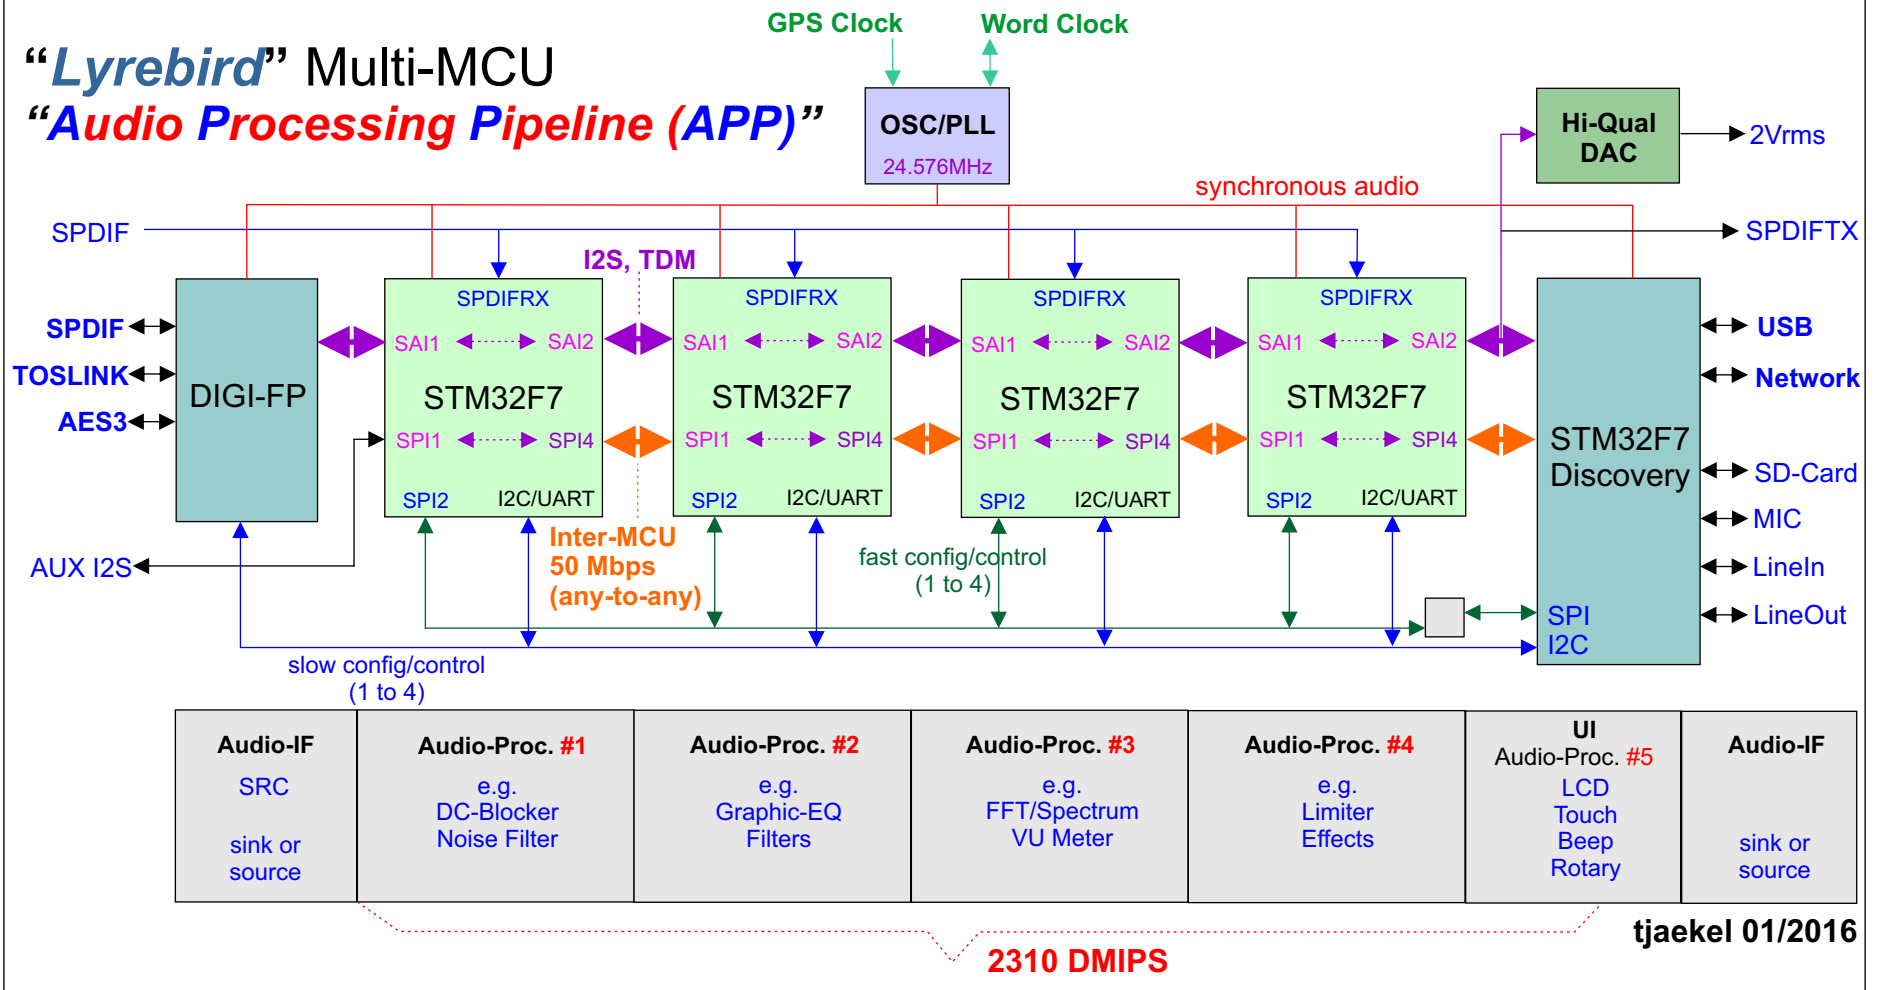 GPS Clock
Word Clock
“Lyrebird” Multi-MCU
“Audio Processing Pipeline (APP)”
OSC/PLL
24.576MHz
Hi-Qual
DAC
2Vrms
synchronous audio
SPDIF
SPDIFTX
I2S, TDM
SPDIF
TOSLINK
AES3
DIGI-FP
AUX I2S
SPDIFRX
SAI1
SAI2
STM32F7
SPI1
SPI4
SPI2
I2C/UART
SPDIFRX
SAI1
SAI2
STM32F7
SPI1
SPI4
SPI2
I2C/UART
SPDIFRX
SAI1
SAI2
STM32F7
SPI1
SPI4
SPI2
I2C/UART
SPDIFRX
SAI1
SAI2
STM32F7
SPI1
SPI4
SPI2
I2C/UART
STM32F7
Discovery
SPI
I2C
USB
Network
SD-Card
MIC
LineIn
LineOut
Inter-MCU
50 Mbps
(any-to-any)
fast config/control
(1 to 4)
slow config/control
(1 to 4)
Audio-IF
SRC
sink or
source
Audio-Proc. #1
e.g.
DC-Blocker
Noise Filter
Audio-Proc. #2
e.g.
Graphic-EQ
Filters
Audio-Proc. #3
e.g.
FFT/Spectrum
VU Meter
Audio-Proc. #4
e.g.
Limiter
Effects
UI
Audio-Proc. #5
LCD
Touch
Beep
Rotary
Audio-IF
sink or
source
tjaekel 01/2016
2310 DMIPS